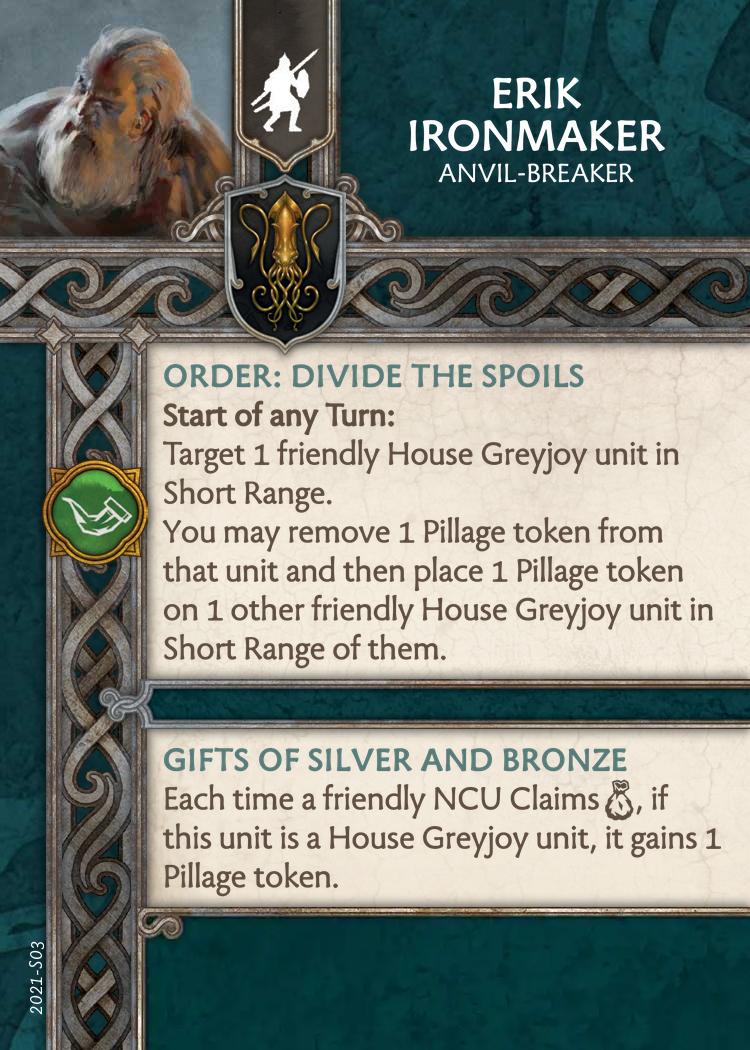 ERIK
IRONMAKER
ANVIL-BREAKER
ORDER: DIVIDE THE SPOILS
Start of any Turn:
Target 1 friendly House Greyjoy unit in
Short Range.
You may remove 1 Pillage token from
that unit and then place 1 Pillage token
on 1 other friendly House Greyjoy unit in
Short Range of them.
GIFTS OF SILVER AND BRONZE
Each time a friendly NCU Claims , if
this unit is a House Greyjoy unit, it gains 1
Pillage token.
2021-S03